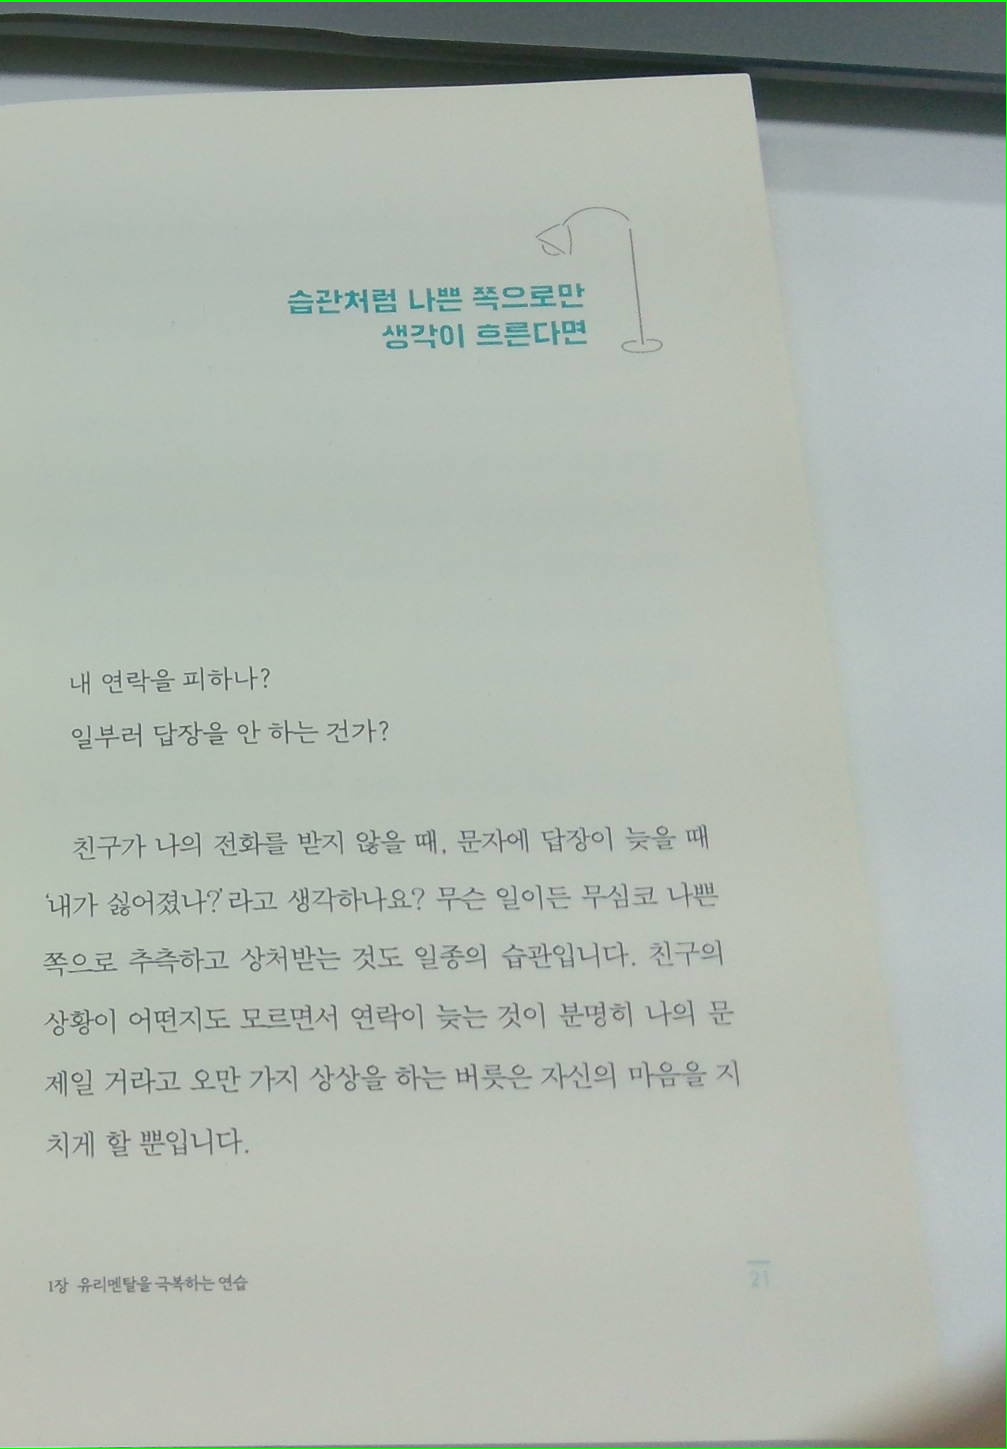 습관처럼 나쁜 쪽으로만
생각이 흐른다면
내 연락을 피하나?
일부러 답장을 안 하는 건가?
친구가 나의 전화를 받지 않을 때, 문자에 답장이 늦을 때
'내가 싫어졌나?'라고 생각하나요? 무슨 일이든 무심코 나쁜
쪽으로 추측하고 상처받는 것도 일종의 습관입니다. 친구의
상황이 어떤지도 모르면서 연락이 늦는 것이 분명히 나의 문
제일 거라고 오만 가지 상상을 하는 버릇은 자신의 마음을 지
치게 할 뿐입니다.
1장 유리멘탈을 극복하는 연습
21